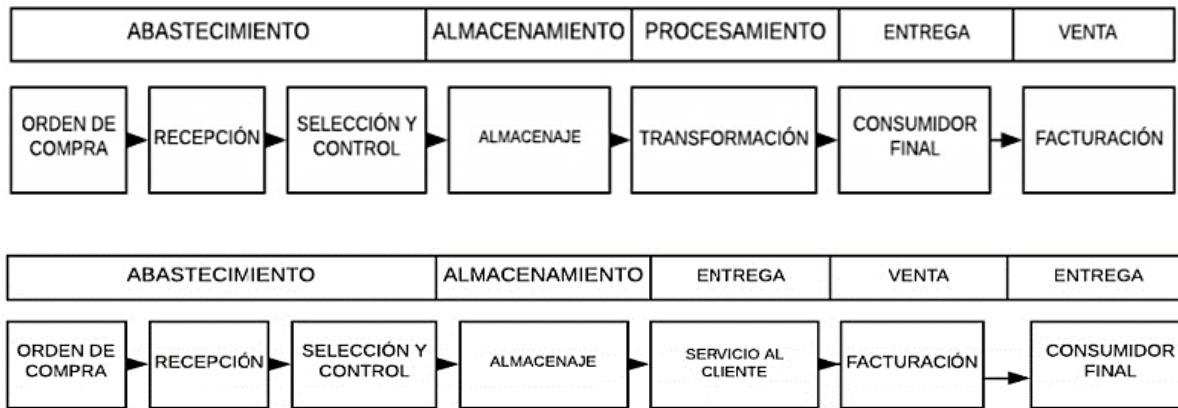 ABASTECIMIENTO ALMACENAMIENTO PROCESAMIENTO ENTREGA VENTA
ORDEN DE COMPRA RECEPCIÓN SELECCIÓN Y CONTROL ALMACENAJE TRANSFORMACIÓN CONSUMIDOR FINAL FACTURACIÓN
ABASTECIMIENTO ALMACENAMIENTO ENTREGA VENTA ENTREGA
ORDEN DE COMPRA RECEPCIÓN SELECCIÓN Y CONTROL ALMACENAJE SERVICIO AL CLIENTE FACTURACIÓN CONSUMIDOR FINAL